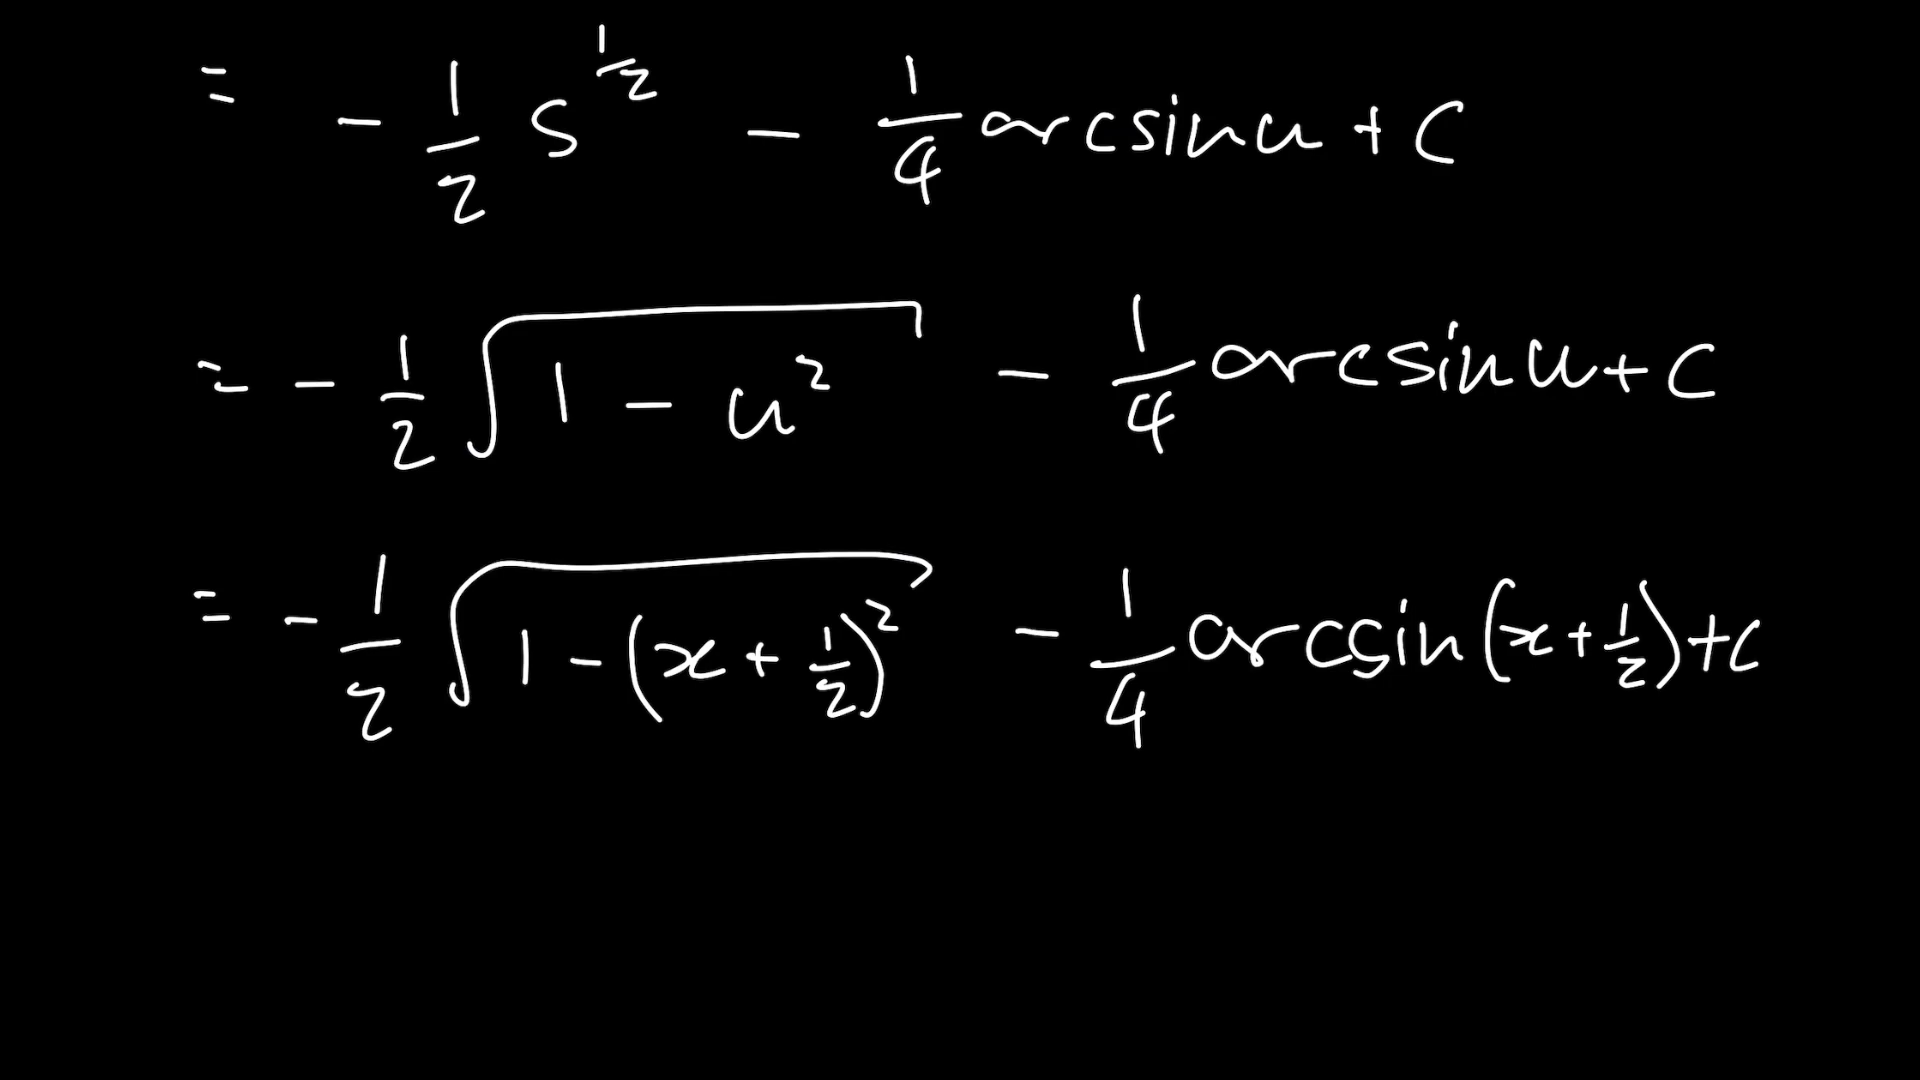 = - 1/2 s^1/2 - 1/4 arcsin u + C
= - 1/2 √(1 - u²) - 1/4 arcsin u + C
= - 1/2 √(1 - (x + 1/2)²) - 1/4 arcsin (x + 1/2) + C